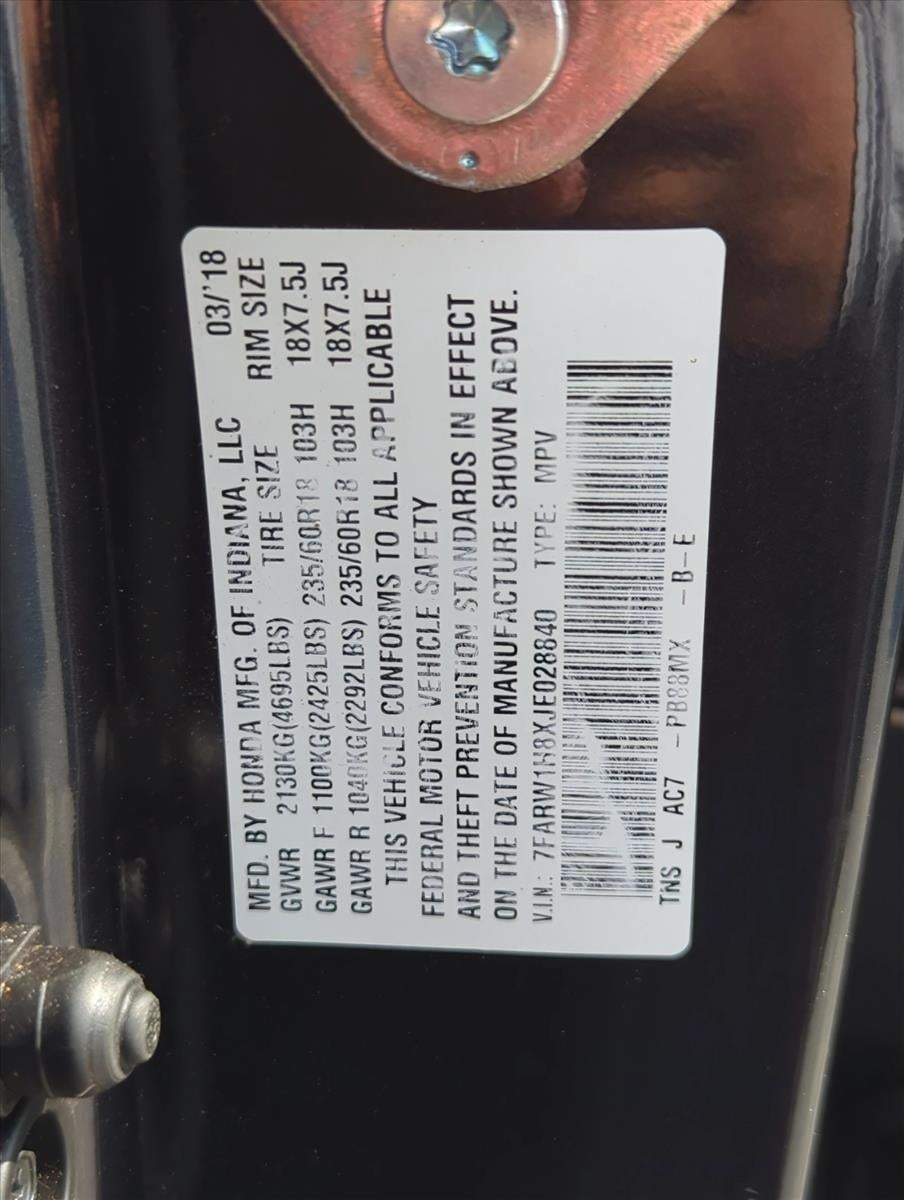 MFD. BY HONDA MFG. OF INDIANA, LLC 03/'18
GVWR 2130KG(4695LBS) TIRE SIZE RIM SIZE
GAWR F 1100KG(2425LBS) 235/60R18 103H 18X7.5J
GAWR R 1040KG(2292LBS) 235/60R18 103H 18X7.5J
THIS VEHICLE CONFORMS TO ALL APPLICABLE
FEDERAL MOTOR VEHICLE SAFETY
AND THEFT PREVENTION STANDARDS IN EFFECT
ON THE DATE OF MANUFACTURE SHOWN ABOVE.
V.I.N.: 7FARW1H8XJE028840 TYPE: MPV
TNS J AC7 -PB88MX -B-E